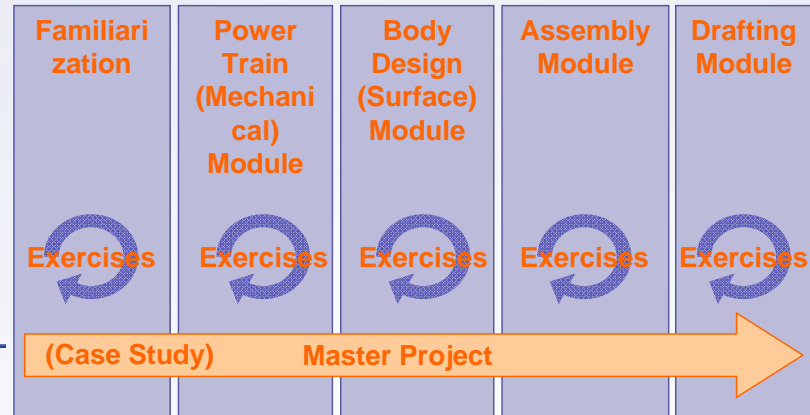 Familiari
zation
Power
Train
(Mechani
cal)
Module
Body
Design
(Surface)
Module
Assembly
Module
Drafting
Module
Exercises
Exercises
Exercises
Exercises
Exercises
(Case Study) Master Project